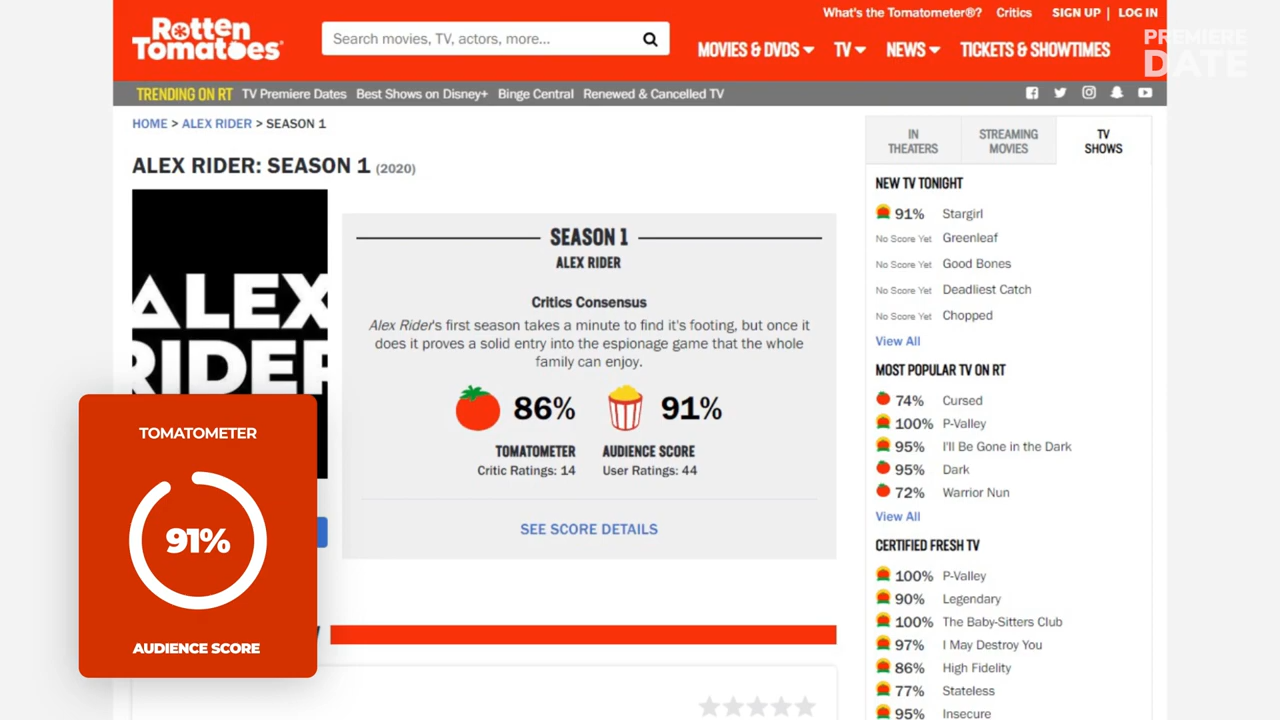 What's the Tomatometer®? Critics SIGN UP | LOG IN
Rotten
Tomatoes®
Search movies, TV, actors, more...
MOVIES & DVDS TV NEWS TICKETS & SHOWTIMES
PREMIERE
DATE
TRENDING ON RT TV Premiere Dates Best Shows on Disney+ Binge Central Renewed & Cancelled TV
HOME > ALEX RIDER > SEASON 1
ALEX RIDER: SEASON 1 (2020)
ALEX
RIDER
SEASON 1
ALEX RIDER
Critics Consensus
Alex Rider's first season takes a minute to find it's footing, but once it
does it proves a solid entry into the espionage game that the whole
family can enjoy.
86% 91%
TOMATOMETER AUDIENCE SCORE
Critic Ratings: 14 User Ratings: 44
SEE SCORE DETAILS
TOMATOMETER
91%
AUDIENCE SCORE
IN
THEATERS
STREAMING
MOVIES
TV
SHOWS
NEW TV TONIGHT
91% Stargirl
No Score Yet Greenleaf
No Score Yet Good Bones
No Score Yet Deadliest Catch
No Score Yet Chopped
View All
MOST POPULAR TV ON RT
74% Cursed
100% P-Valley
95% I'll Be Gone in the Dark
95% Dark
72% Warrior Nun
View All
CERTIFIED FRESH TV
100% P-Valley
90% Legendary
100% The Baby-Sitters Club
97% I May Destroy You
86% High Fidelity
77% Stateless
95% Insecure